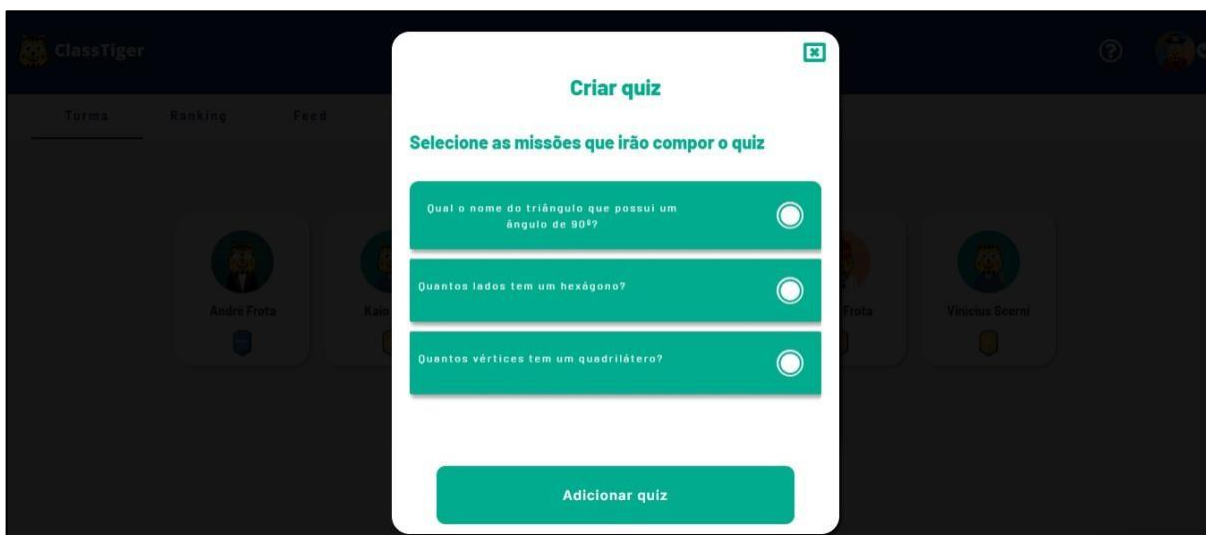 ClassTiger
Criar quiz
Turma Ranking Feed
Selecione as missões que irão compor o quiz
Qual o nome do triângulo que possui um
ângulo de 90º?
Quantos lados tem um hexágono?
André Frota Kaio Frota Vinicius Scerni
Quantos vértices tem um quadrilátero?
Adicionar quiz